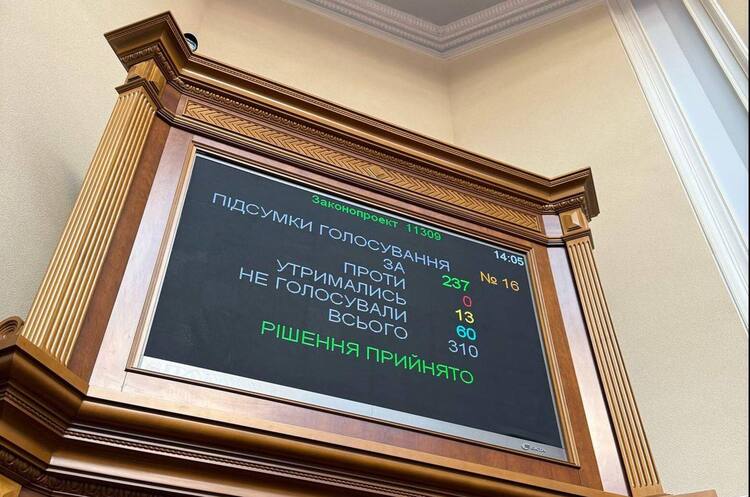 Законопроект 11309
14:05
ПІДСУМКИ ГОЛОСУВАННЯ № 16
ЗА 237
ПРОТИ 0
УТРИМАЛИСЬ 13
НЕ ГОЛОСУВАЛИ 60
ВСЬОГО 310
РІШЕННЯ ПРИЙНЯТО